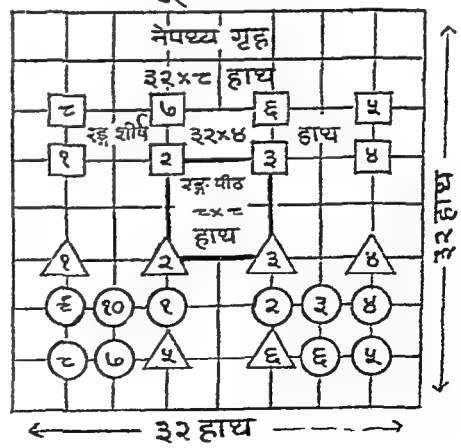 नेपथ्य गृह
३२×८ हाथ
८ ७ ६ ५
रङ्ग शीर्ष ३२×४ हाथ
१ २ ३ ४
रङ्ग पीठ
८×८
हाथ
१ २ ३ ४
९ १० १ २ ३ ४
८ ७ ५ ६ ६ ५
३२ हाथ
३२ हाथ